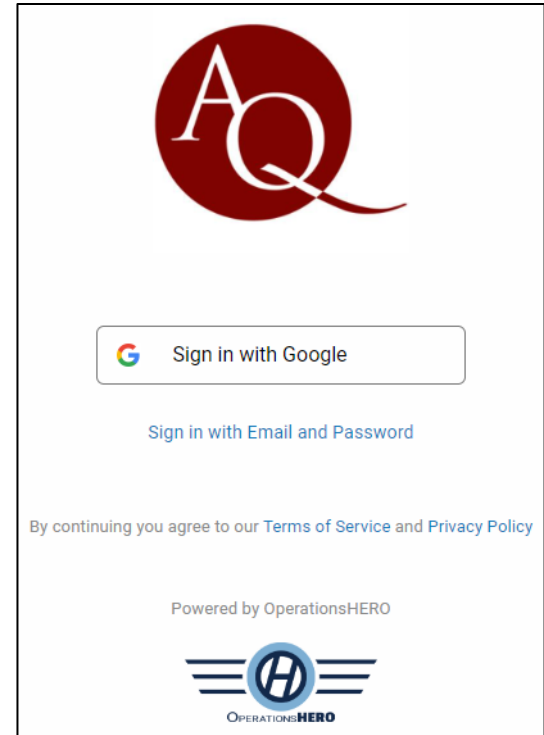 AQ
Sign in with Google
Sign in with Email and Password
By continuing you agree to our Terms of Service and Privacy Policy
Powered by OperationsHERO
H
OPERATIONSHERO